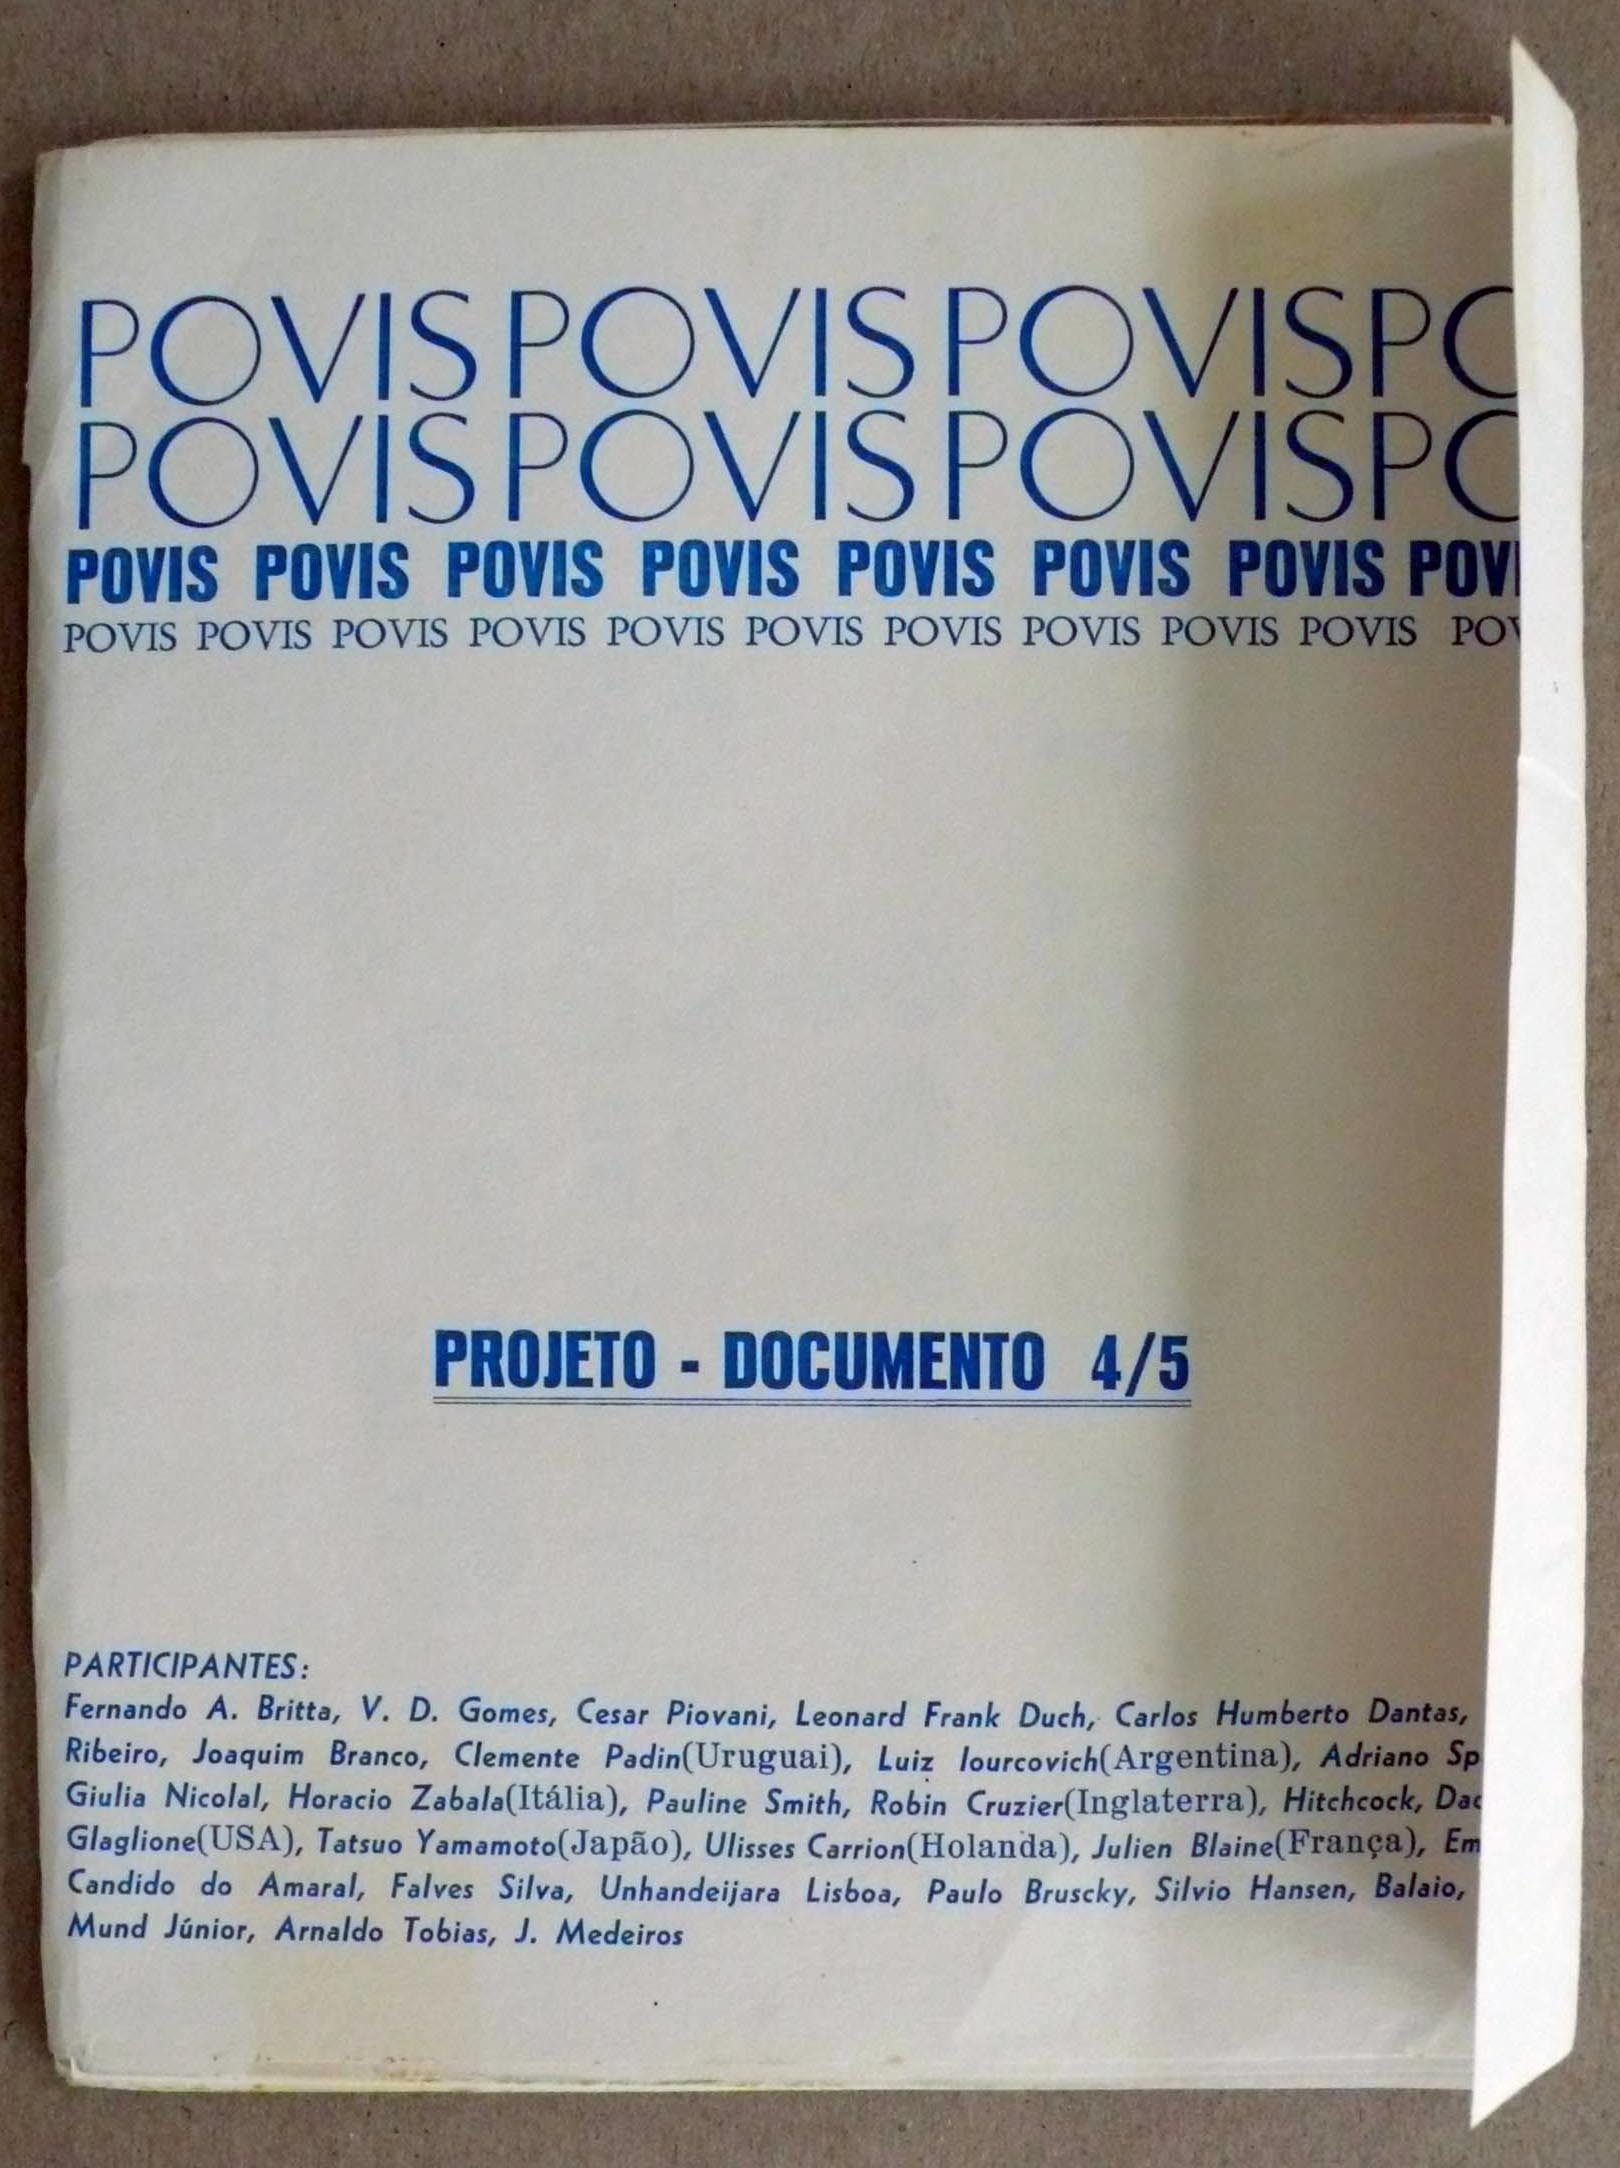 POVIS POVIS POVIS
POVIS POVIS POVIS
POVIS POVIS POVIS POVIS POVIS POVIS POVIS
POVIS POVIS POVIS POVIS POVIS POVIS POVIS POVIS POVIS POVIS
PROJETO - DOCUMENTO 4/5
PARTICIPANTES:
Fernando A. Britta, V. D. Gomes, Cesar Piovani, Leonard Frank Duch, Carlos Humberto Dantas,
Ribeiro, Joaquim Branco, Clemente Padin(Uruguai), Luiz Iourcovich(Argentina), Adriano
Giulia Nicolal, Horacio Zabala(Itália), Pauline Smith, Robin Cruzier(Inglaterra), Hitchcock,
Glaglione(USA), Tatsuo Yamamoto(Japão), Ulisses Carrion(Holanda), Julien Blaine(França),
Candido do Amaral, Falves Silva, Unhandeijara Lisboa, Paulo Bruscky, Silvio Hansen, Balaio,
Mund Júnior, Arnaldo Tobias, J. Medeiros